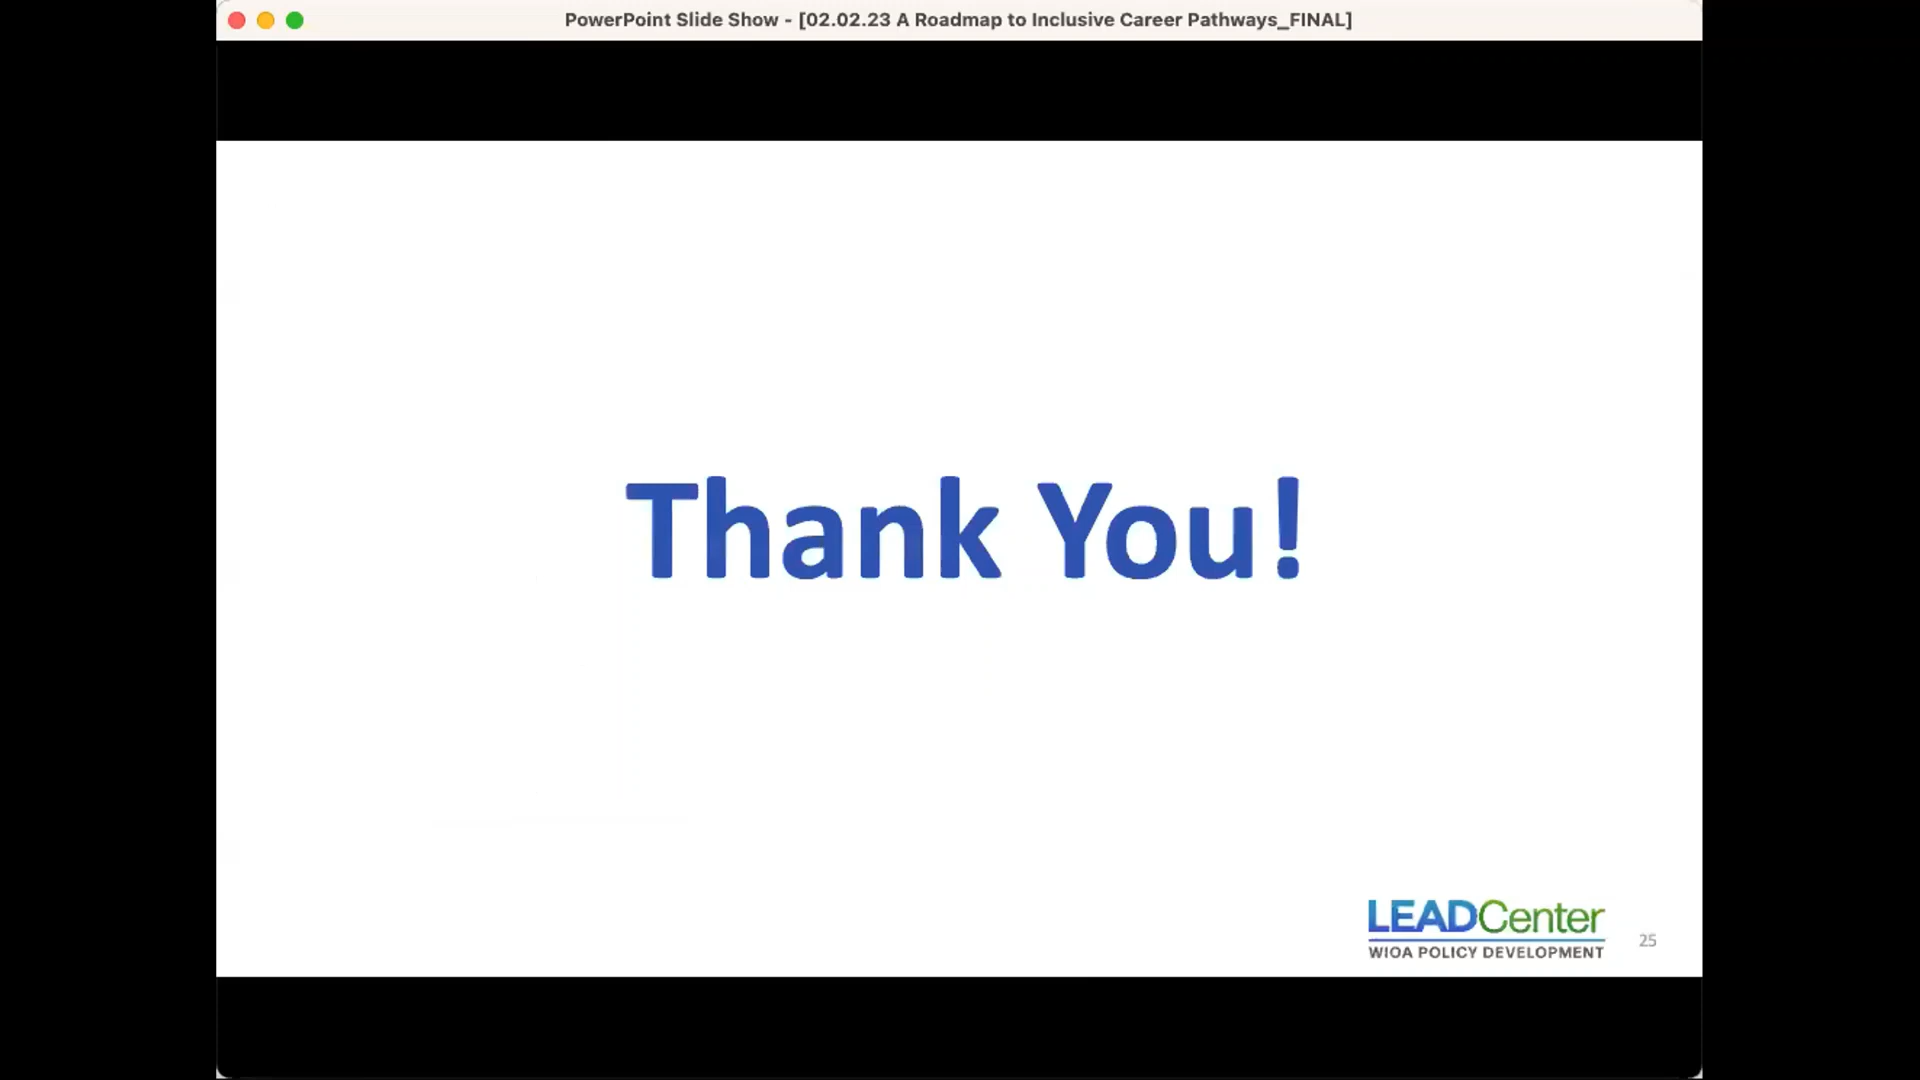 PowerPoint Slide Show - [02.02.23 A Roadmap to Inclusive Career Pathways_FINAL]
Thank You!
LEADCenter
WIOA POLICY DEVELOPMENT
25